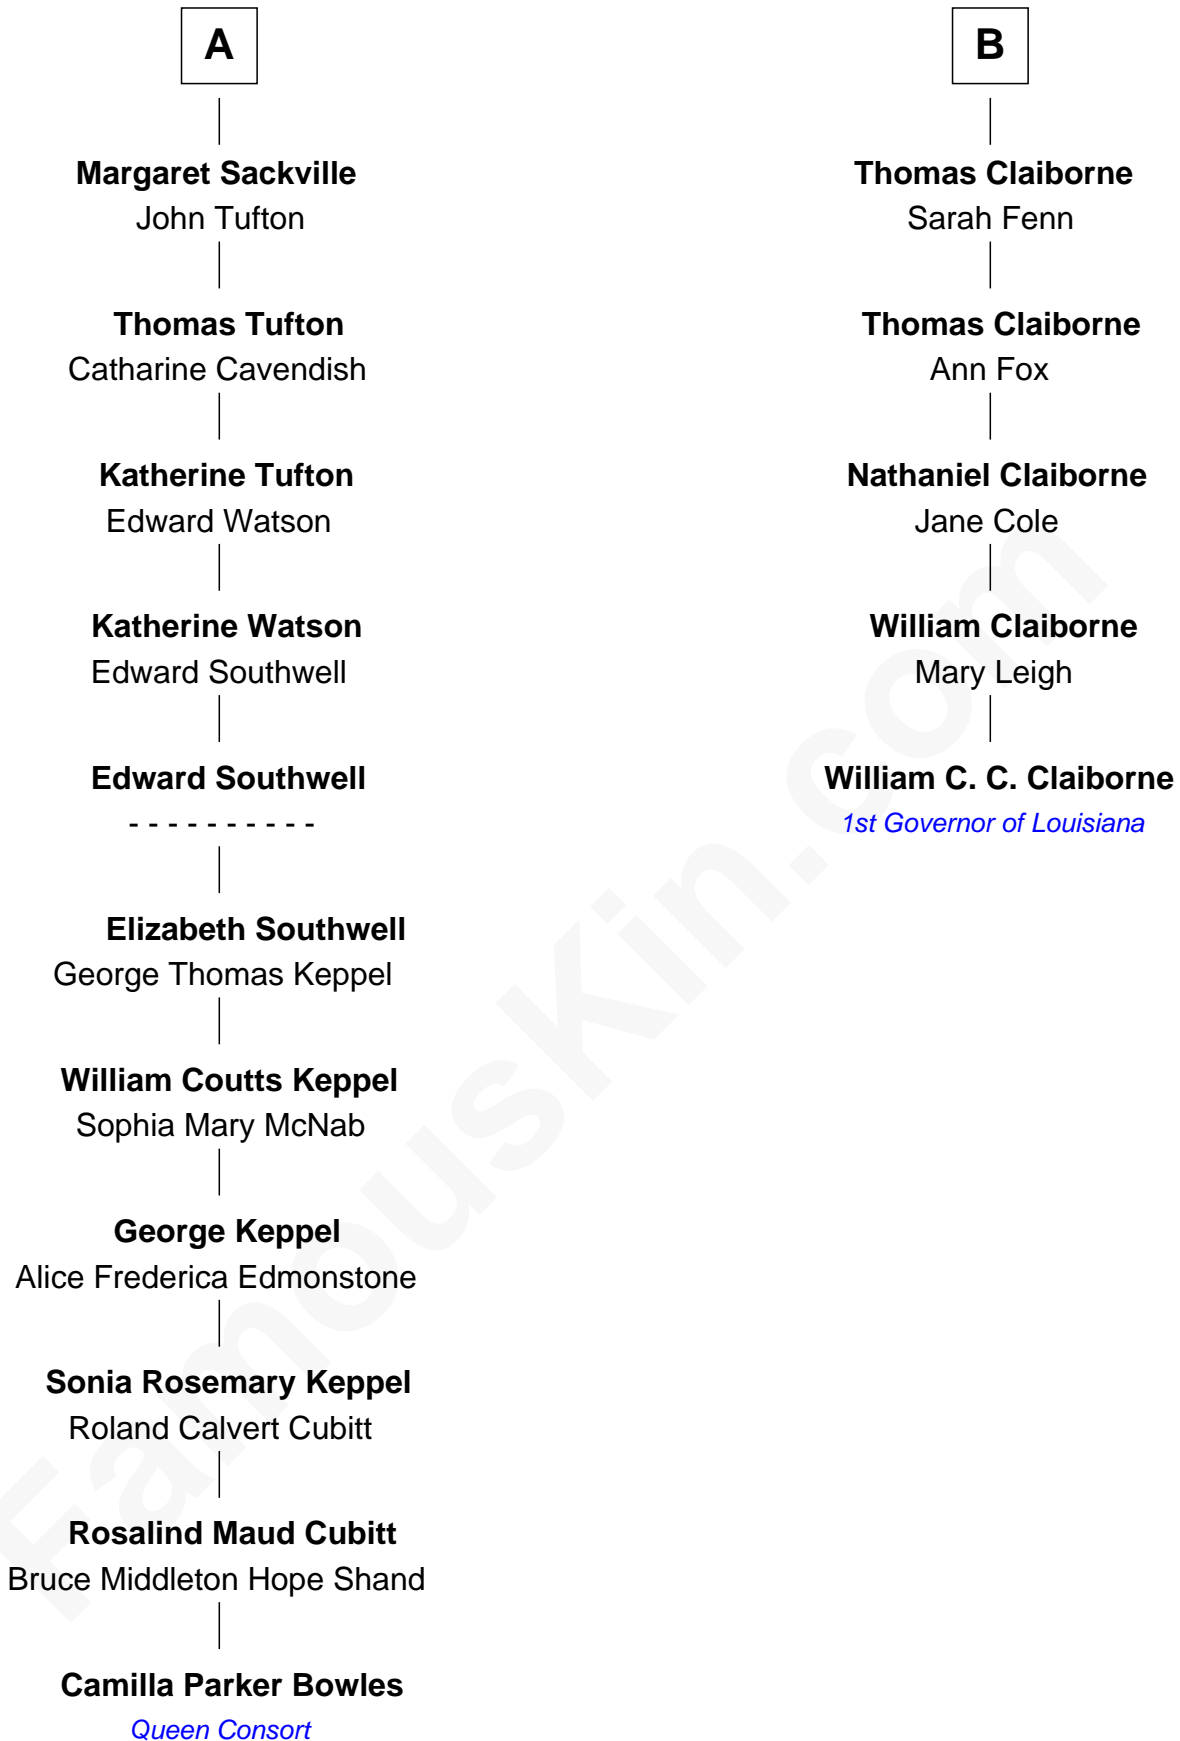 A
Margaret Sackville
John Tufton
Thomas Tufton
Catharine Cavendish
Katherine Tufton
Edward Watson
Katherine Watson
Edward Southwell
Edward Southwell
- - - - - - - - - -
Elizabeth Southwell
George Thomas Keppel
William Coutts Keppel
Sophia Mary McNab
George Keppel
Alice Frederica Edmonstone
Sonia Rosemary Keppel
Roland Calvert Cubitt
Rosalind Maud Cubitt
Bruce Middleton Hope Shand
Camilla Parker Bowles
Queen Consort
B
Thomas Claiborne
Sarah Fenn
Thomas Claiborne
Ann Fox
Nathaniel Claiborne
Jane Cole
William Claiborne
Mary Leigh
William C. C. Claiborne
1st Governor of Louisiana
FamousKin.com